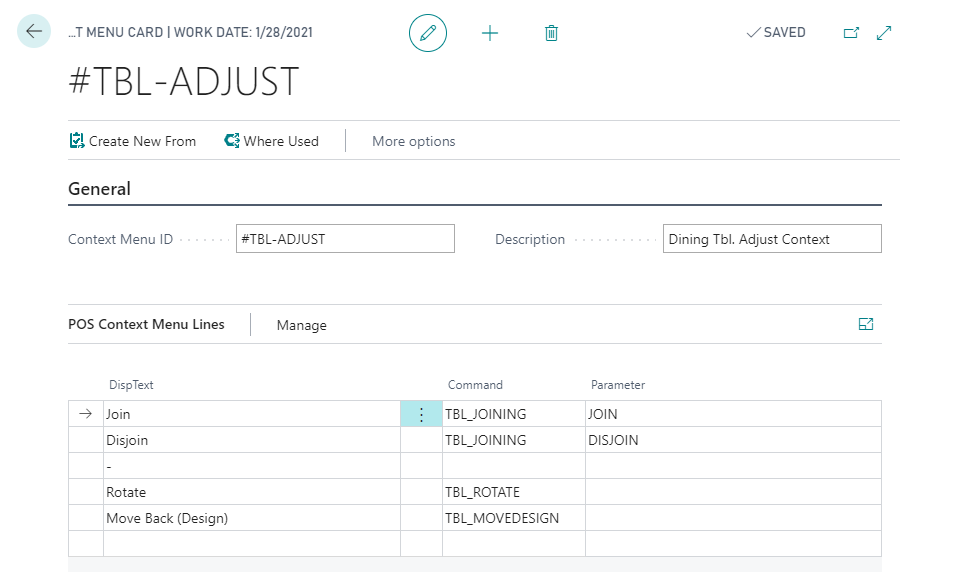 ...T MENU CARD | WORK DATE: 1/28/2021
SAVED
#TBL-ADJUST
Create New From Where Used More options
General
Context Menu ID #TBL-ADJUST Description Dining Tbl. Adjust Context
POS Context Menu Lines Manage
DispText Command Parameter
Join TBL_JOINING JOIN
Disjoin TBL_JOINING DISJOIN
-
Rotate TBL_ROTATE
Move Back (Design) TBL_MOVEDESIGN